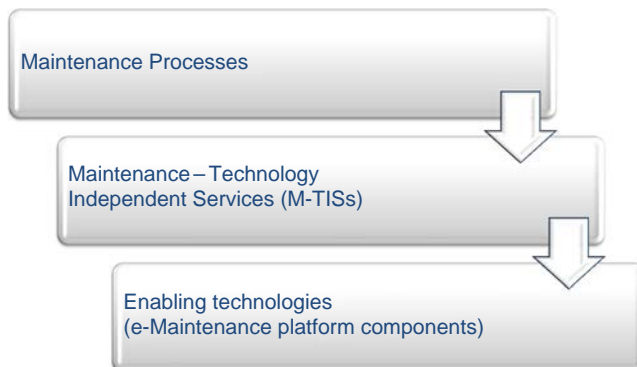 Maintenance Processes
Maintenance – Technology
Independent Services (M-TISs)
Enabling technologies
(e-Maintenance platform components)